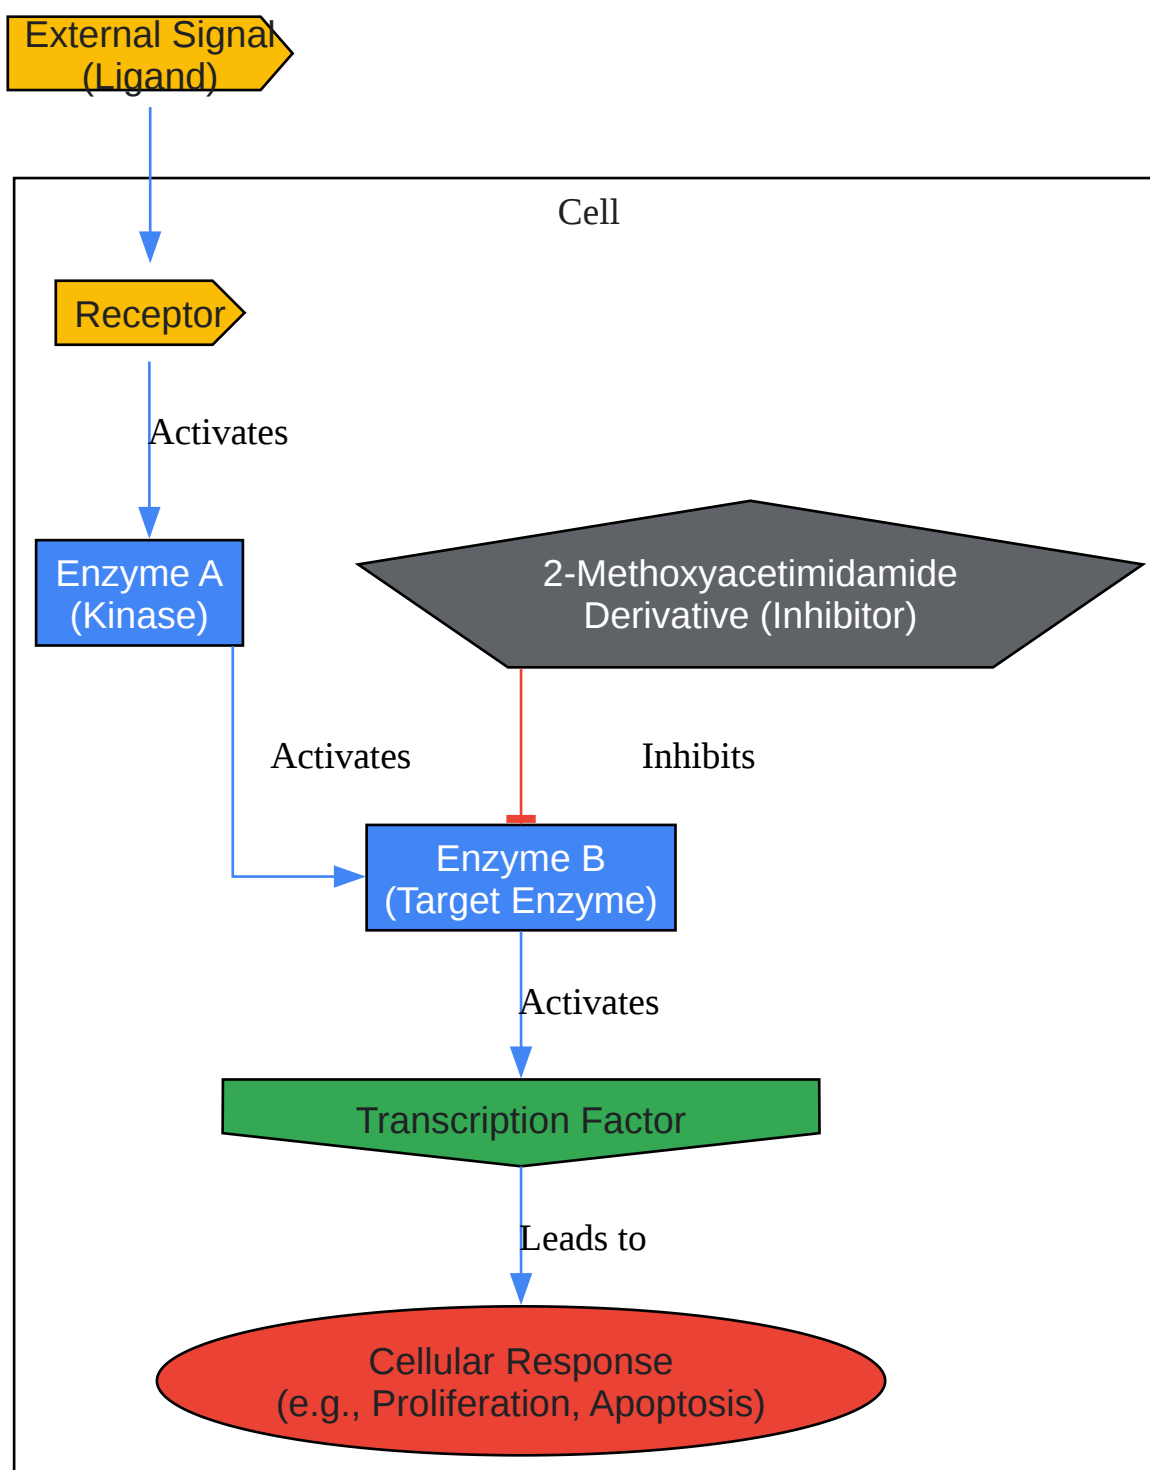 External Signal
(Ligand)
Cell
Receptor
Activates
Enzyme A
(Kinase)
2-Methoxyacetimidamide
Derivative (Inhibitor)
Activates
Inhibits
Enzyme B
(Target Enzyme)
Activates
Transcription Factor
Leads to
Cellular Response
(e.g., Proliferation, Apoptosis)